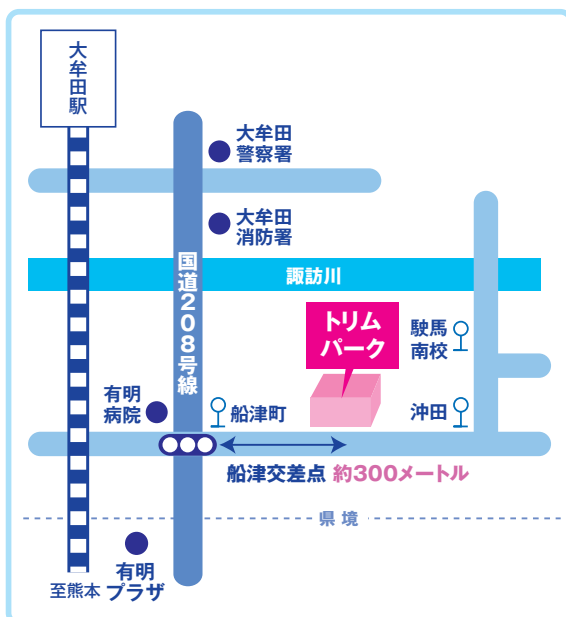 大牟田駅
大牟田
警察署
大牟田
消防署
国道208号線
諏訪川
トリム
パーク
駛馬
南校
有明
病院
船津町
沖田
船津交差点 約300メートル
県境
有明
プラザ
至熊本